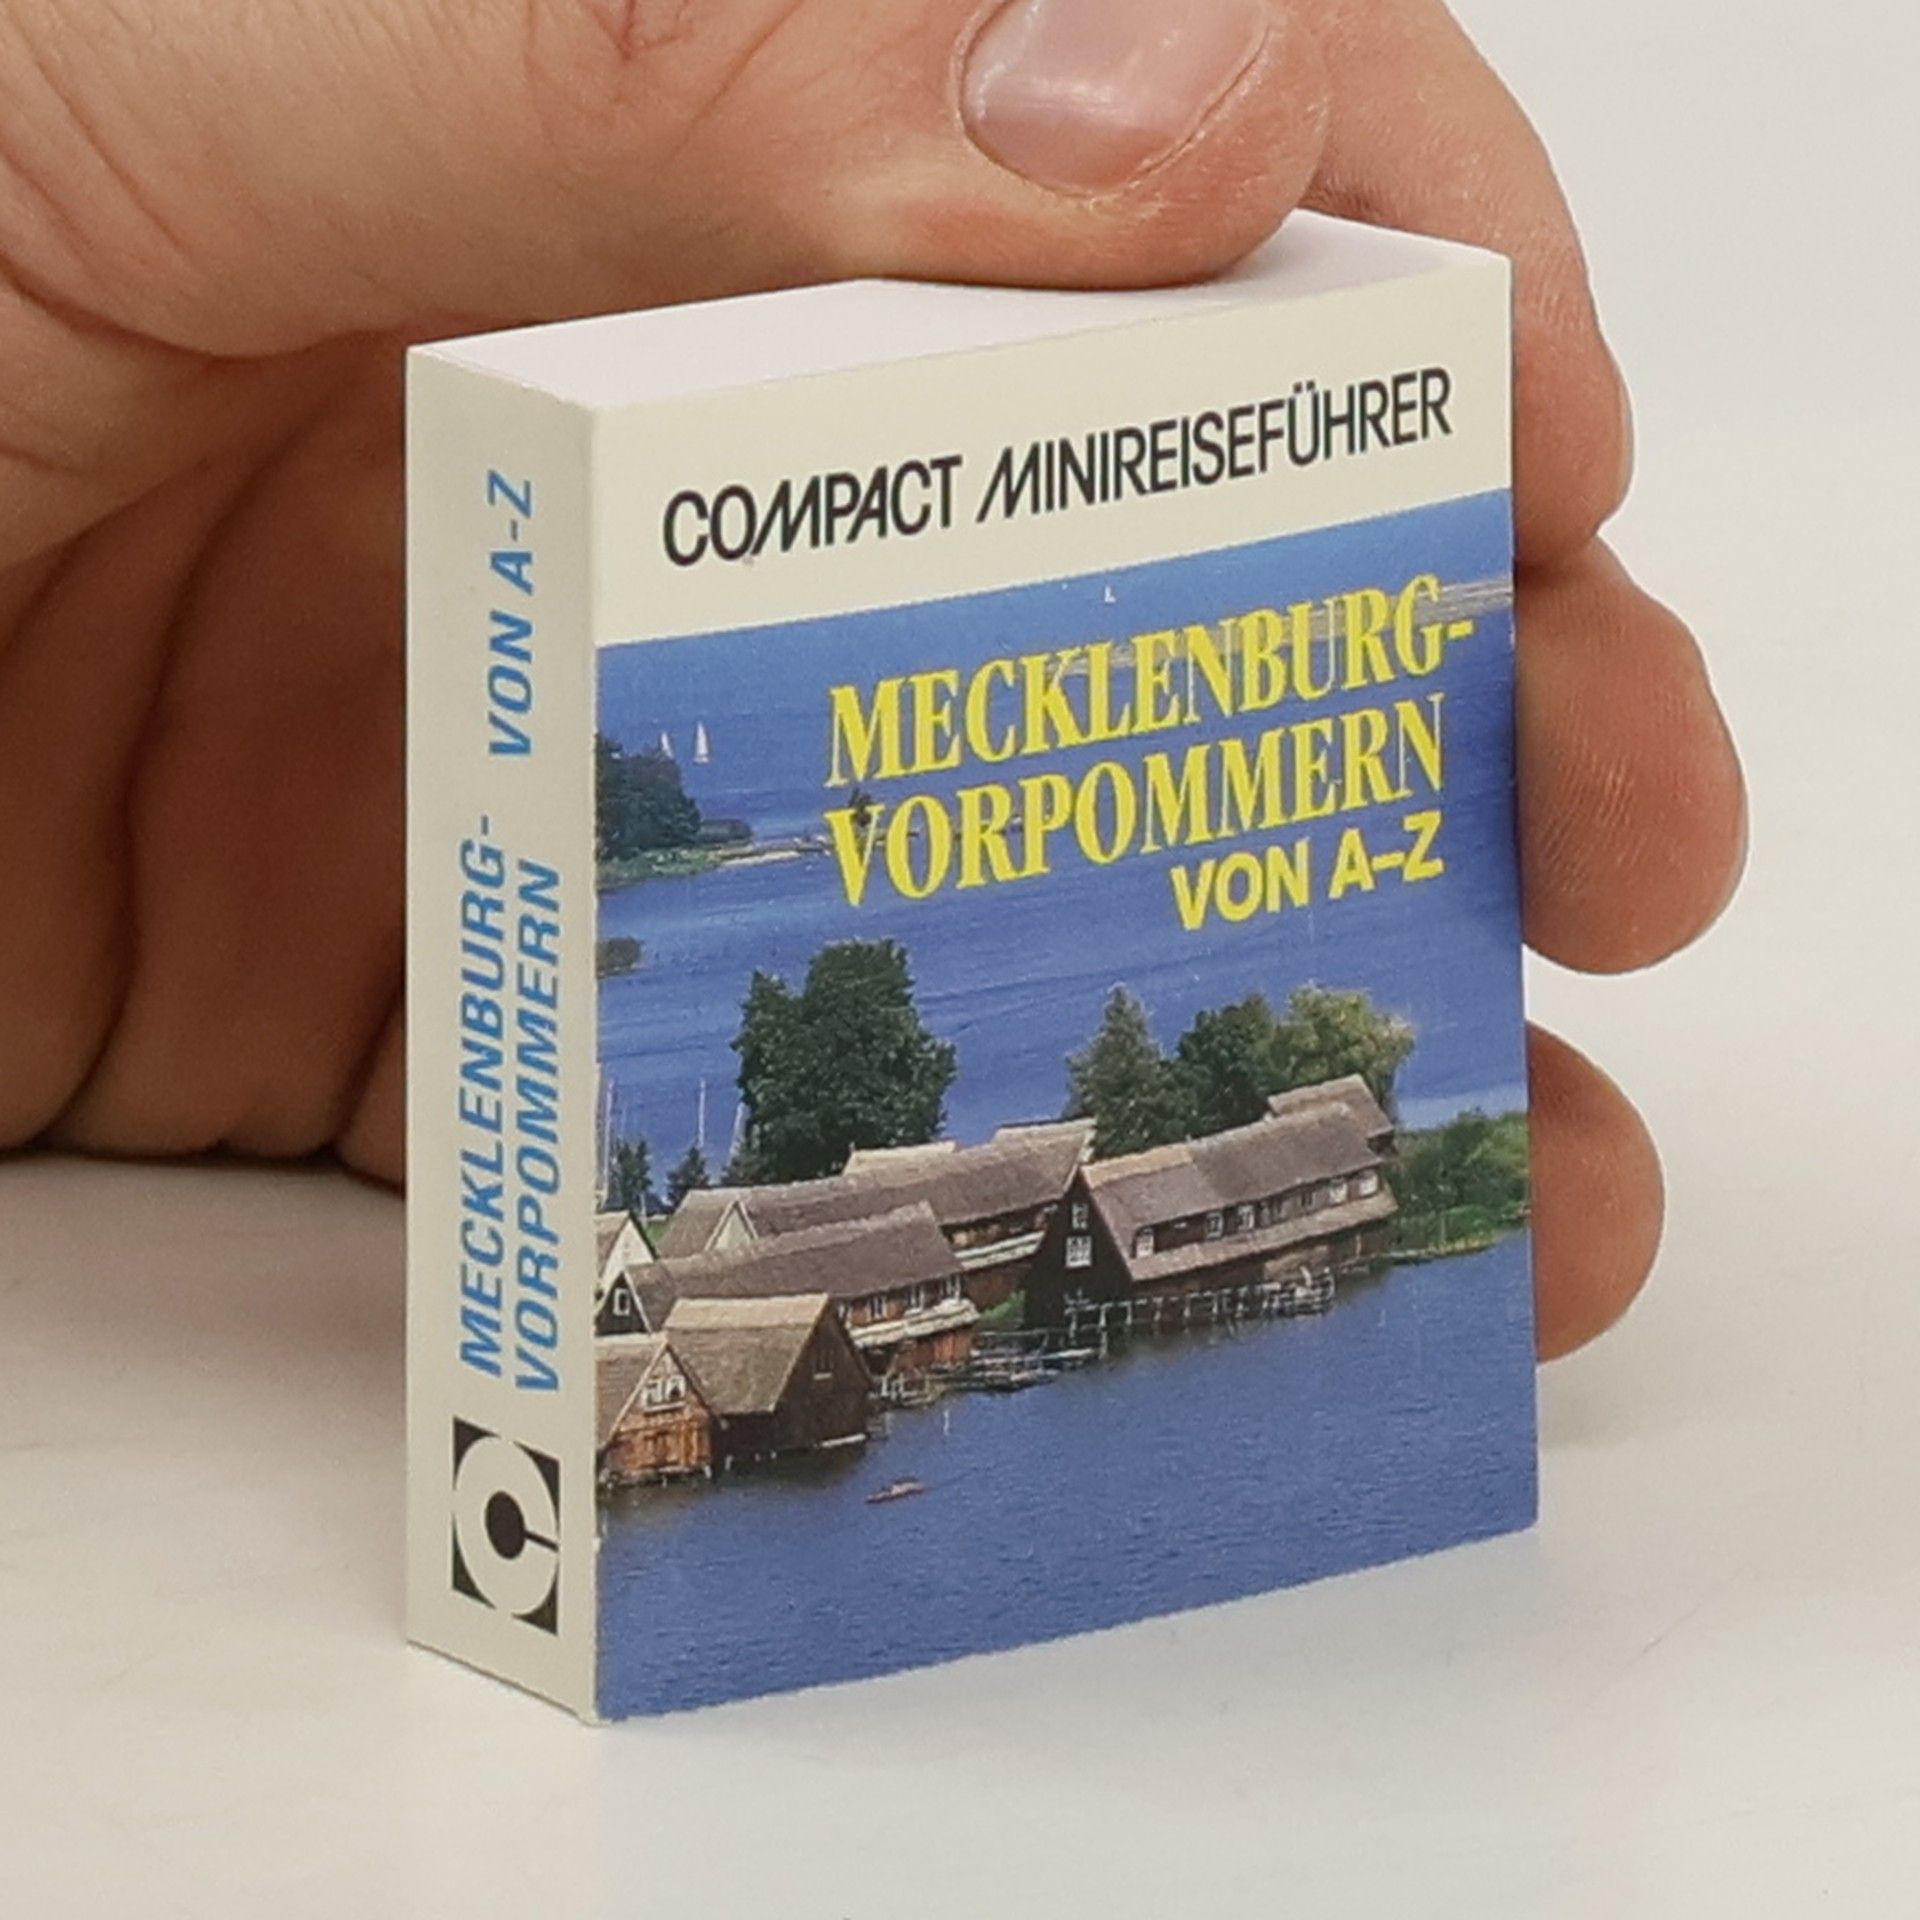 COMPACT MINIREISEFÜHRER
MECKLENBURG-
VORPOMMERN
VON A–Z
MECKLENBURG-
VORPOMMERN
VON A-Z